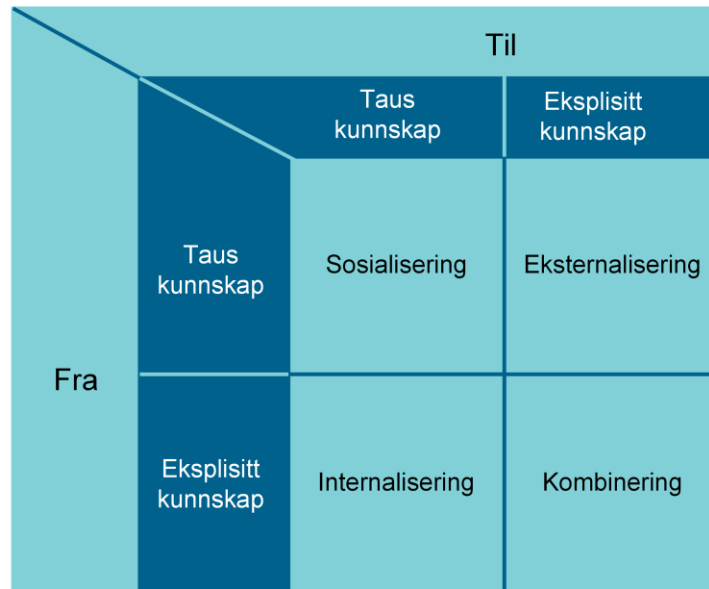 Til
Taus
kunnskap
Eksplisitt
kunnskap
Taus
kunnskap
Sosialisering
Eksternalisering
Fra
Eksplisitt
kunnskap
Internalisering
Kombinering